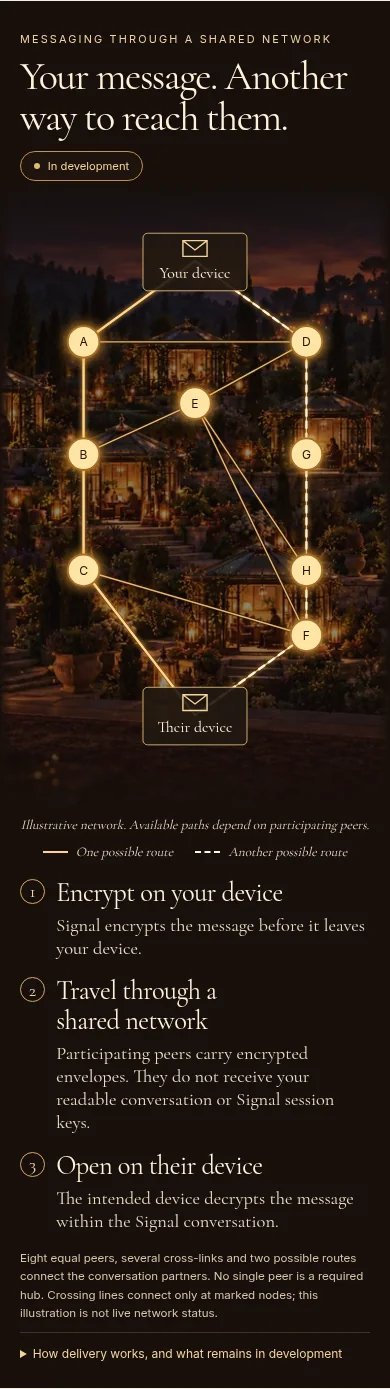 MESSAGING THROUGH A SHARED NETWORK
Your message. Another
way to reach them.
In development
Your device
A
D
E
B
G
C
H
F
Their device
Illustrative network. Available paths depend on participating peers.
One possible route
Another possible route
1
Encrypt on your device
Signal encrypts the message before it leaves
your device.
2
Travel through a
shared network
Participating peers carry encrypted
envelopes. They do not receive your
readable conversation or Signal session
keys.
3
Open on their device
The intended device decrypts the message
within the Signal conversation.
Eight equal peers, several cross-links and two possible routes
connect the conversation partners. No single peer is a required
hub. Crossing lines connect only at marked nodes; this
illustration is not live network status.
How delivery works, and what remains in development